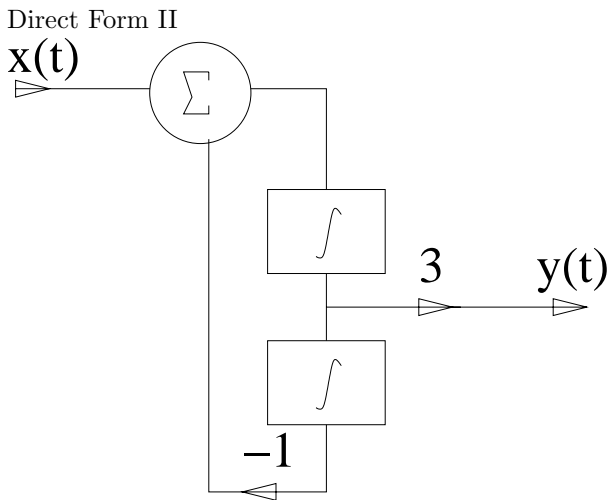 Direct Form II
x(t)
Σ
∫
3
y(t)
∫
−1